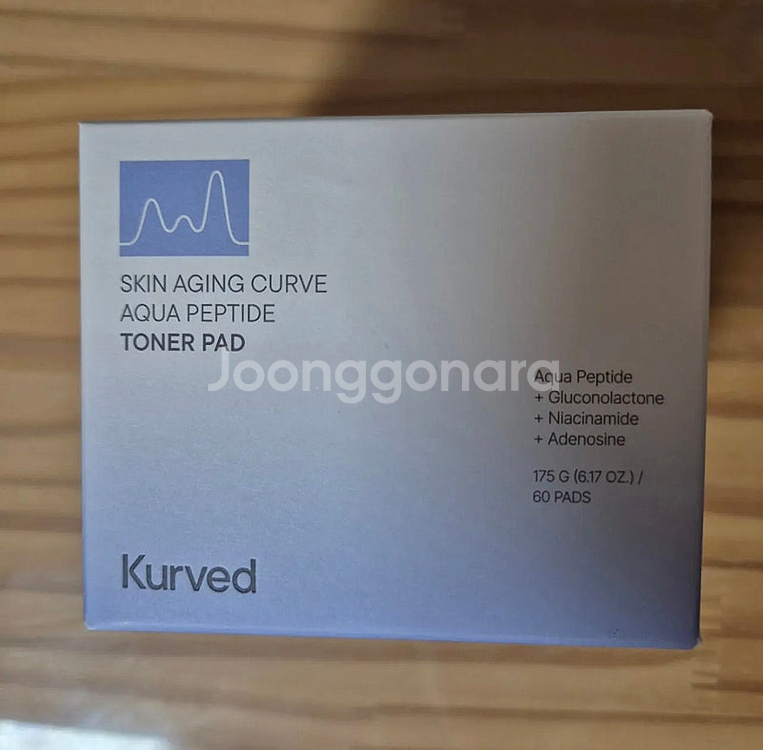 SKIN AGING CURVE
AQUA PEPTIDE
TONER PAD
Joonggonara
Aqua Peptide
+ Gluconolactone
+ Niacinamide
+ Adenosine
175 G (6.17 OZ.) /
60 PADS
Kurved